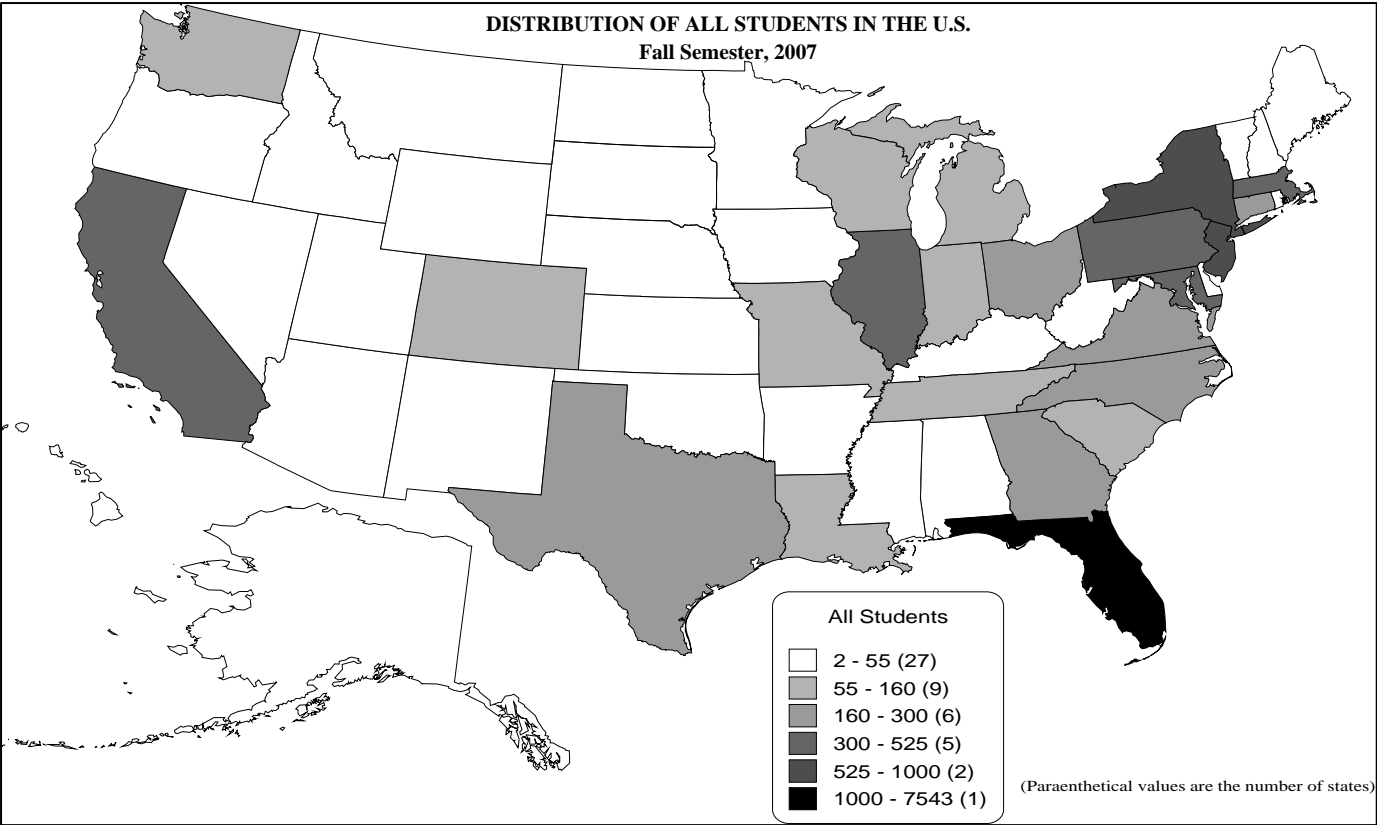 DISTRIBUTION OF ALL STUDENTS IN THE U.S.
Fall Semester, 2007
All Students
2 - 55 (27)
55 - 160 (9)
160 - 300 (6)
300 - 525 (5)
525 - 1000 (2)
1000 - 7543 (1)
(Paraenthetical values are the number of states)